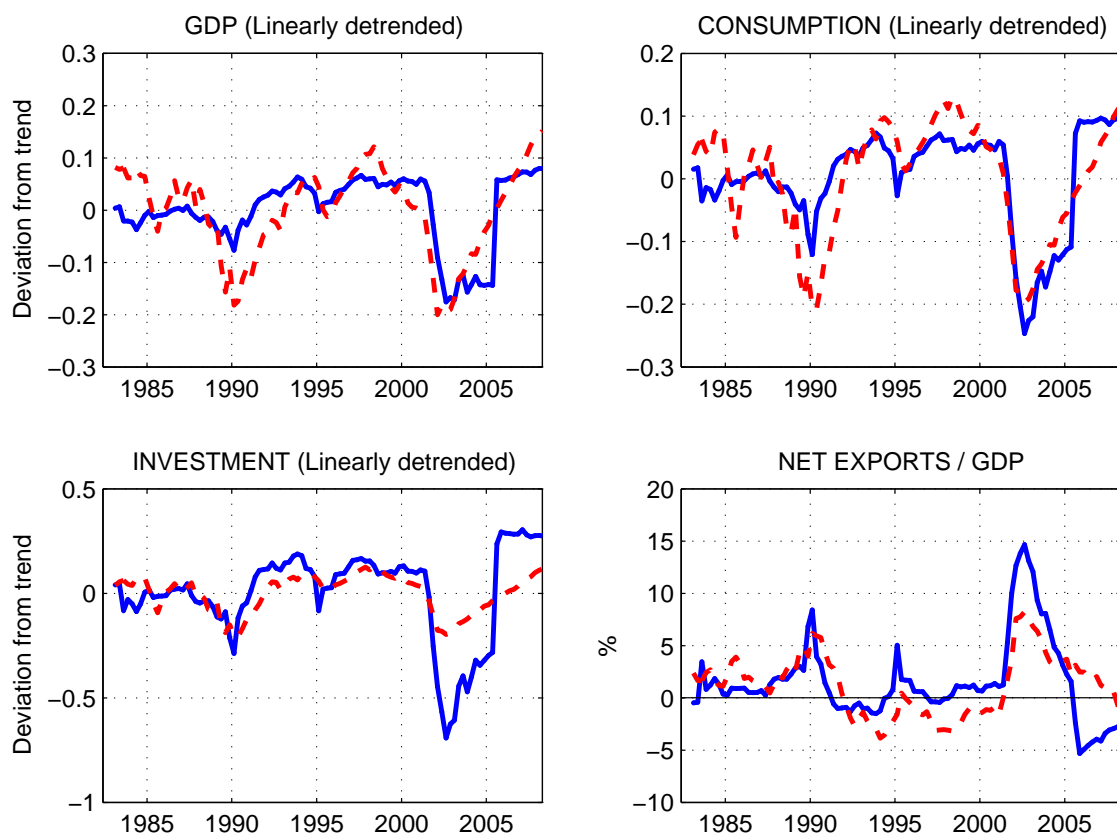 GDP (Linearly detrended)
Deviation from trend
0.3
0.2
0.1
0
−0.1
−0.2
−0.3
1985 1990 1995 2000 2005
CONSUMPTION (Linearly detrended)
0.2
0.1
0
−0.1
−0.2
−0.3
1985 1990 1995 2000 2005
INVESTMENT (Linearly detrended)
Deviation from trend
0.5
0
−0.5
−1
1985 1990 1995 2000 2005
NET EXPORTS / GDP
%
20
15
10
5
0
−5
−10
1985 1990 1995 2000 2005